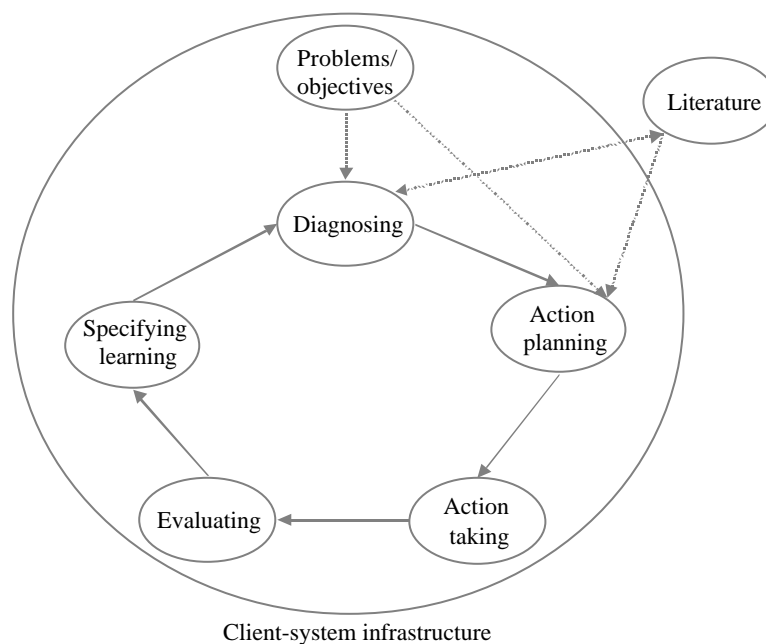 Problems/
objectives
Literature
Diagnosing
Action
planning
Specifying
learning
Evaluating
Action
taking
Client-system infrastructure